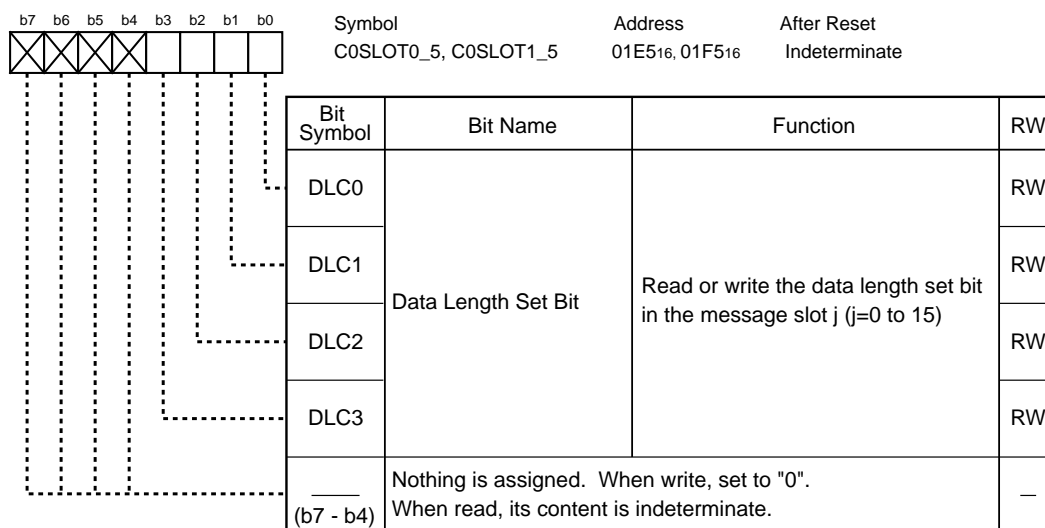 b7 b6 b5 b4 b3 b2 b1 b0
Symbol Address After Reset
C0SLOT0_5, C0SLOT1_5 01E516, 01F516 Indeterminate
Bit Symbol Bit Name Function RW
DLC0 RW
DLC1 RW
Data Length Set Bit
Read or write the data length set bit
in the message slot j (j=0 to 15)
DLC2 RW
DLC3 RW
(b7 - b4)
Nothing is assigned. When write, set to "0".
When read, its content is indeterminate.
—